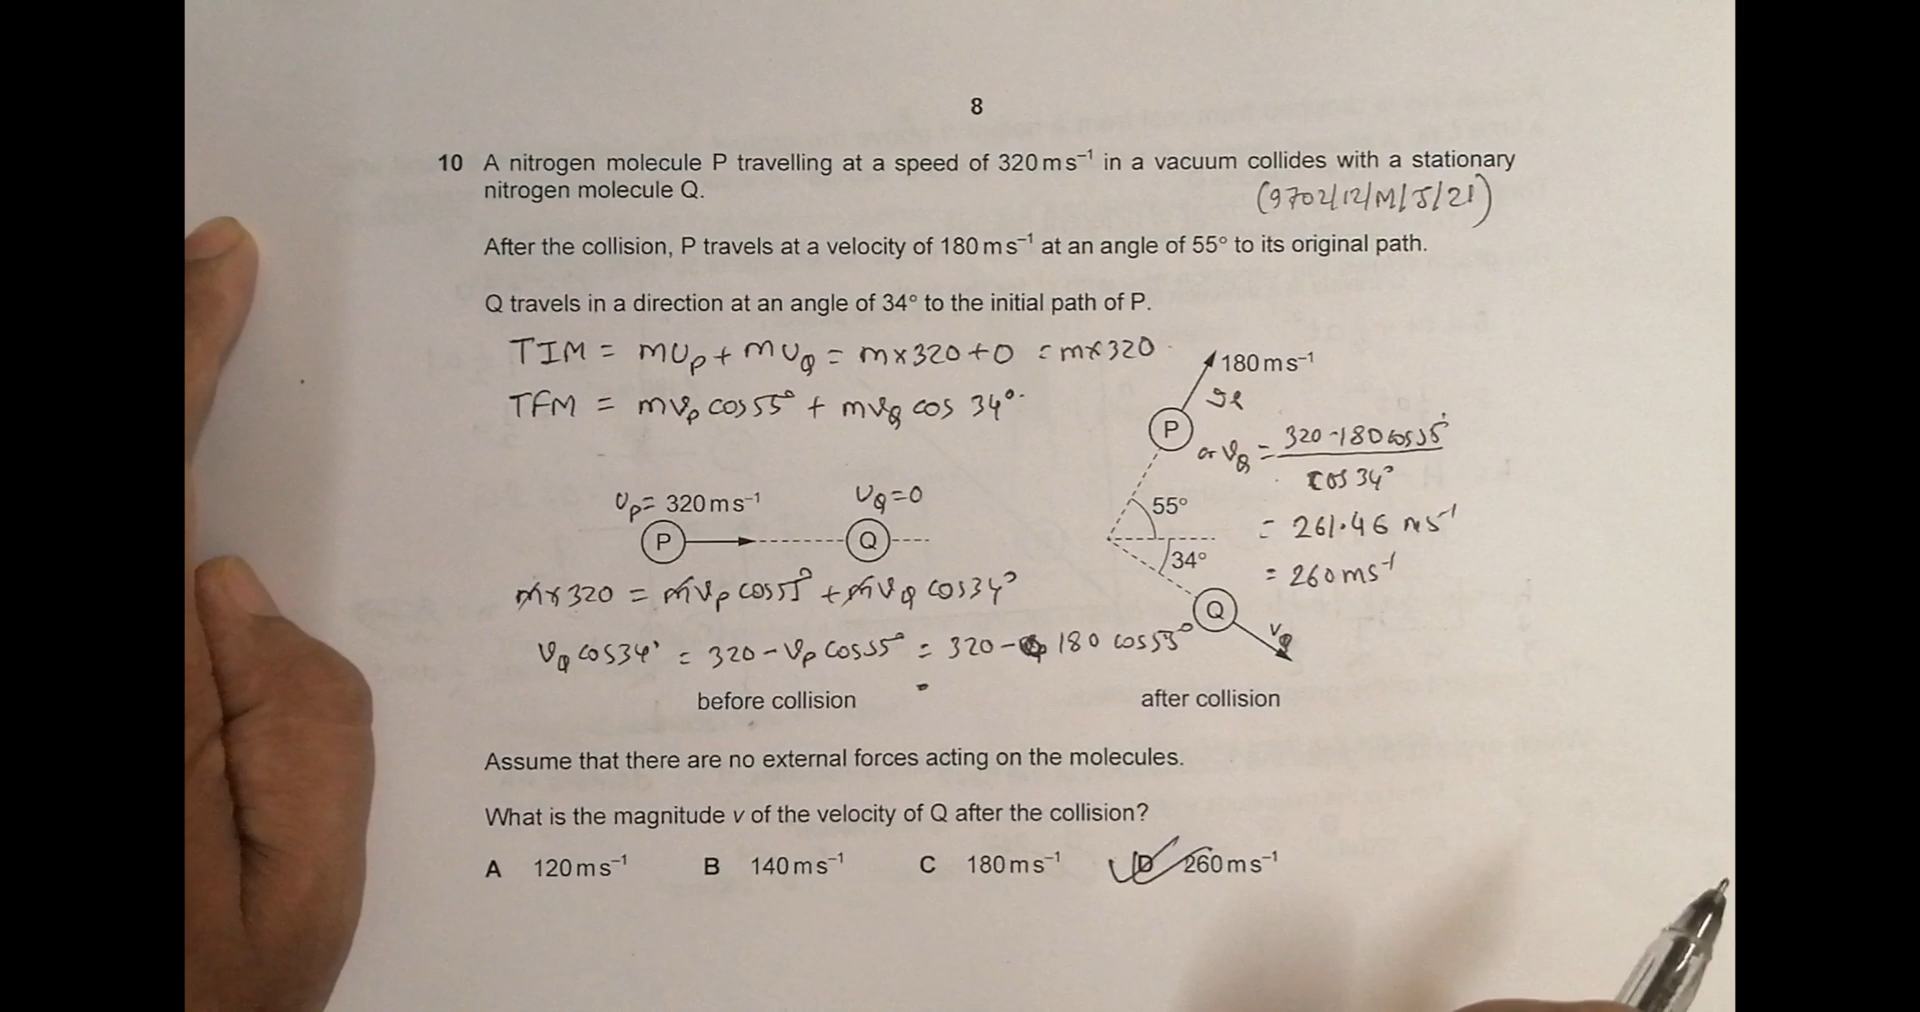 8
10 A nitrogen molecule P travelling at a speed of 320 m s⁻¹ in a vacuum collides with a stationary
nitrogen molecule Q.
(9702/12/M/J/21)
After the collision, P travels at a velocity of 180 m s⁻¹ at an angle of 55° to its original path.
Q travels in a direction at an angle of 34° to the initial path of P.
TIM = mUp + mUQ = m×320+0 = m×320
TFM = mVp cos55° + mVQ cos 34°
180 m s⁻¹
P
or VQ = 320-180cos55° / cos 34°
= 261.46 ms⁻¹
= 260 ms⁻¹
Up= 320 m s⁻¹ UQ=0
P Q
55°
34°
Q
vQ
m×320 = mVp cos55° + mVQ cos34°
VQ cos34° = 320 - Vp cos55° = 320 - 180 cos55°
before collision after collision
Assume that there are no external forces acting on the molecules.
What is the magnitude v of the velocity of Q after the collision?
A 120 m s⁻¹ B 140 m s⁻¹ C 180 m s⁻¹ D 260 m s⁻¹